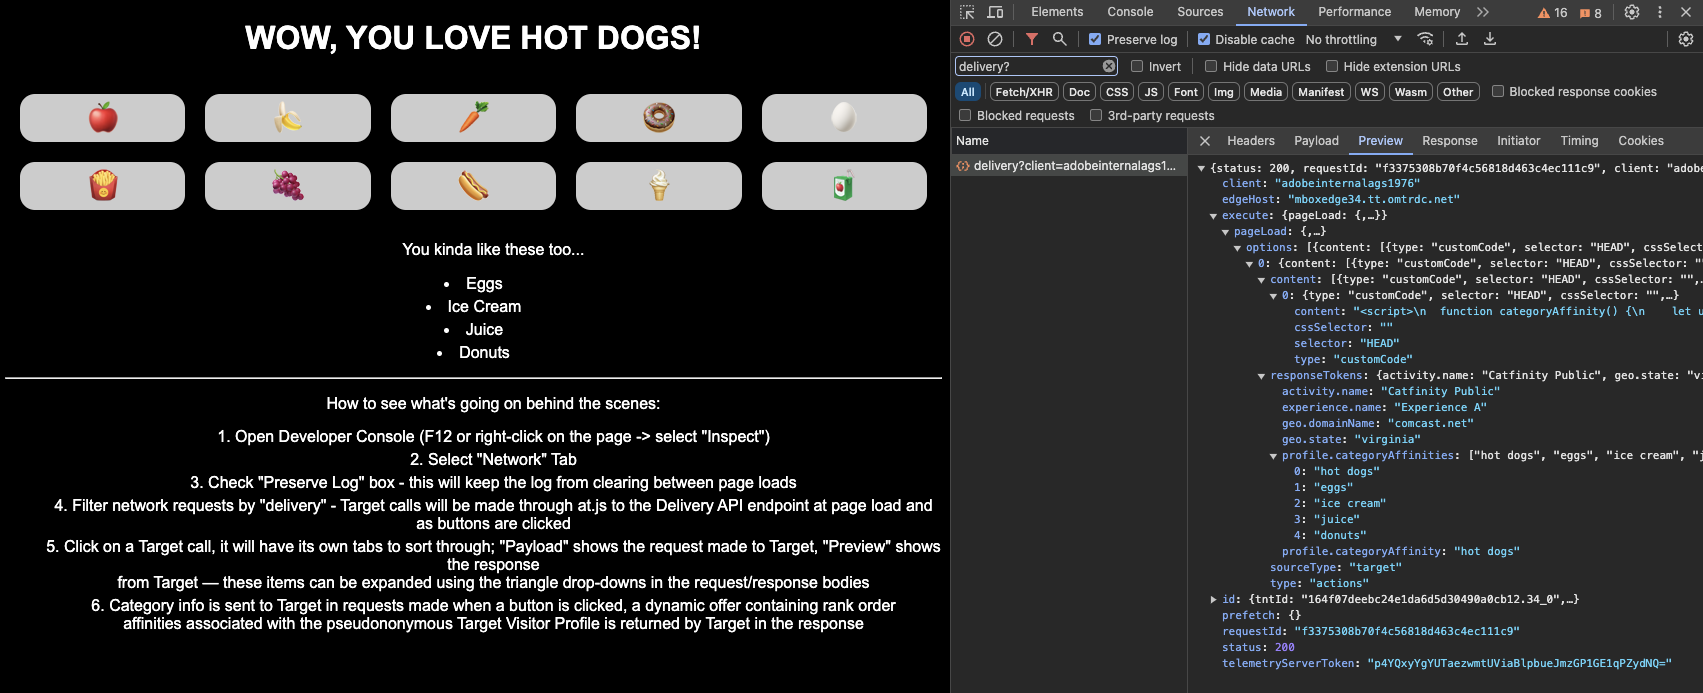 WOW, YOU LOVE HOT DOGS!
You kinda like these too...
• Eggs
• Ice Cream
• Juice
• Donuts
How to see what's going on behind the scenes:
1. Open Developer Console (F12 or right-click on the page -> select "Inspect")
2. Select "Network" Tab
3. Check "Preserve Log" box - this will keep the log from clearing between page loads
4. Filter network requests by "delivery" - Target calls will be made through at.js to the Delivery API endpoint at page load and
as buttons are clicked
5. Click on a Target call, it will have its own tabs to sort through; "Payload" shows the request made to Target, "Preview" shows
the response
from Target — these items can be expanded using the triangle drop-downs in the request/response bodies
6. Category info is sent to Target in requests made when a button is clicked, a dynamic offer containing rank order
affinities associated with the pseudononymous Target Visitor Profile is returned by Target in the response
Elements Console Sources Network Performance Memory >> 16 8
Preserve log Disable cache No throttling
delivery? Invert Hide data URLs Hide extension URLs
All Fetch/XHR Doc CSS JS Font Img Media Manifest WS Wasm Other Blocked response cookies
Blocked requests 3rd-party requests
Name
delivery?client=adobeinternalags1...
Headers Payload Preview Response Initiator Timing Cookies
{status: 200, requestId: "f3375308b70f4c56818d463c4ec111c9", client: "adobe
client: "adobeinternalags1976"
edgeHost: "mboxedge34.tt.omtrdc.net"
execute: {pageLoad: {,…}}
pageLoad: {,…}
options: [{content: [{type: "customCode", selector: "HEAD", cssSelect
0: {content: [{type: "customCode", selector: "HEAD", cssSelector: ""
content: [{type: "customCode", selector: "HEAD", cssSelector: "",…
0: {type: "customCode", selector: "HEAD", cssSelector: "",…}
content: "<script>\n  function categoryAffinity() {\n    let u
cssSelector: ""
selector: "HEAD"
type: "customCode"
responseTokens: {activity.name: "Catfinity Public", geo.state: "vi
activity.name: "Catfinity Public"
experience.name: "Experience A"
geo.domainName: "comcast.net"
geo.state: "virginia"
profile.categoryAffinities: ["hot dogs", "eggs", "ice cream", "j
0: "hot dogs"
1: "eggs"
2: "ice cream"
3: "juice"
4: "donuts"
profile.categoryAffinity: "hot dogs"
sourceType: "target"
type: "actions"
id: {tntId: "164f07deebc24e1da6d5d30490a0cb12.34_0",…}
prefetch: {}
requestId: "f3375308b70f4c56818d463c4ec111c9"
status: 200
telemetryServerToken: "p4YQxyYgYUTaezwmtUViaBlpbueJmzGP1GE1qPZydNQ="